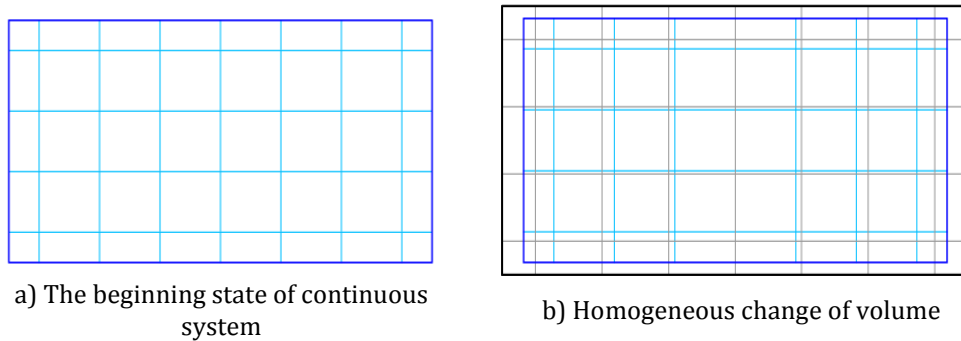 a) The beginning state of continuous
system
b) Homogeneous change of volume